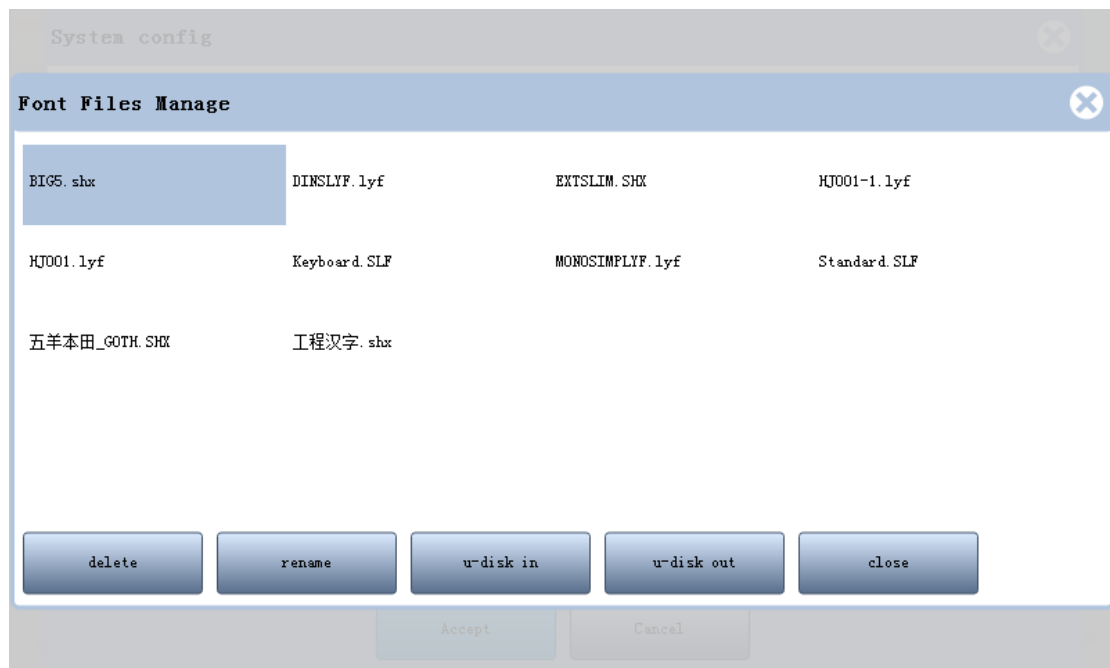 System config
Font Files Manage
BIG5.shx DINSLYF.lyf EXTSLIM.SHX HJ001-1.lyf
HJ001.lyf Keyboard.SLF MONOSIMPLYF.lyf Standard.SLF
五羊本田_GOTH.SHX 工程汉字.shx
delete rename u-disk in u-disk out close
Accept Cancel